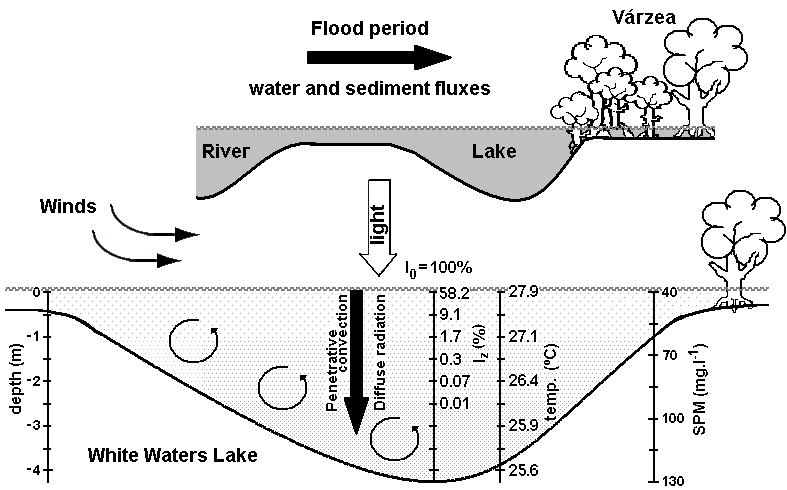 Flood period
water and sediment fluxes
Várzea
River
Lake
Winds
light
I0 = 100%
0
-1
-2
-3
-4
depth (m)
Penetrative
convection
Diffuse radiation
58.2
9.1
1.7
0.3
0.07
0.01
Iz (%)
27.9
27.1
26.4
25.9
25.6
temp. (ºC)
40
70
100
130
SPM (mg.l-1)
White Waters Lake